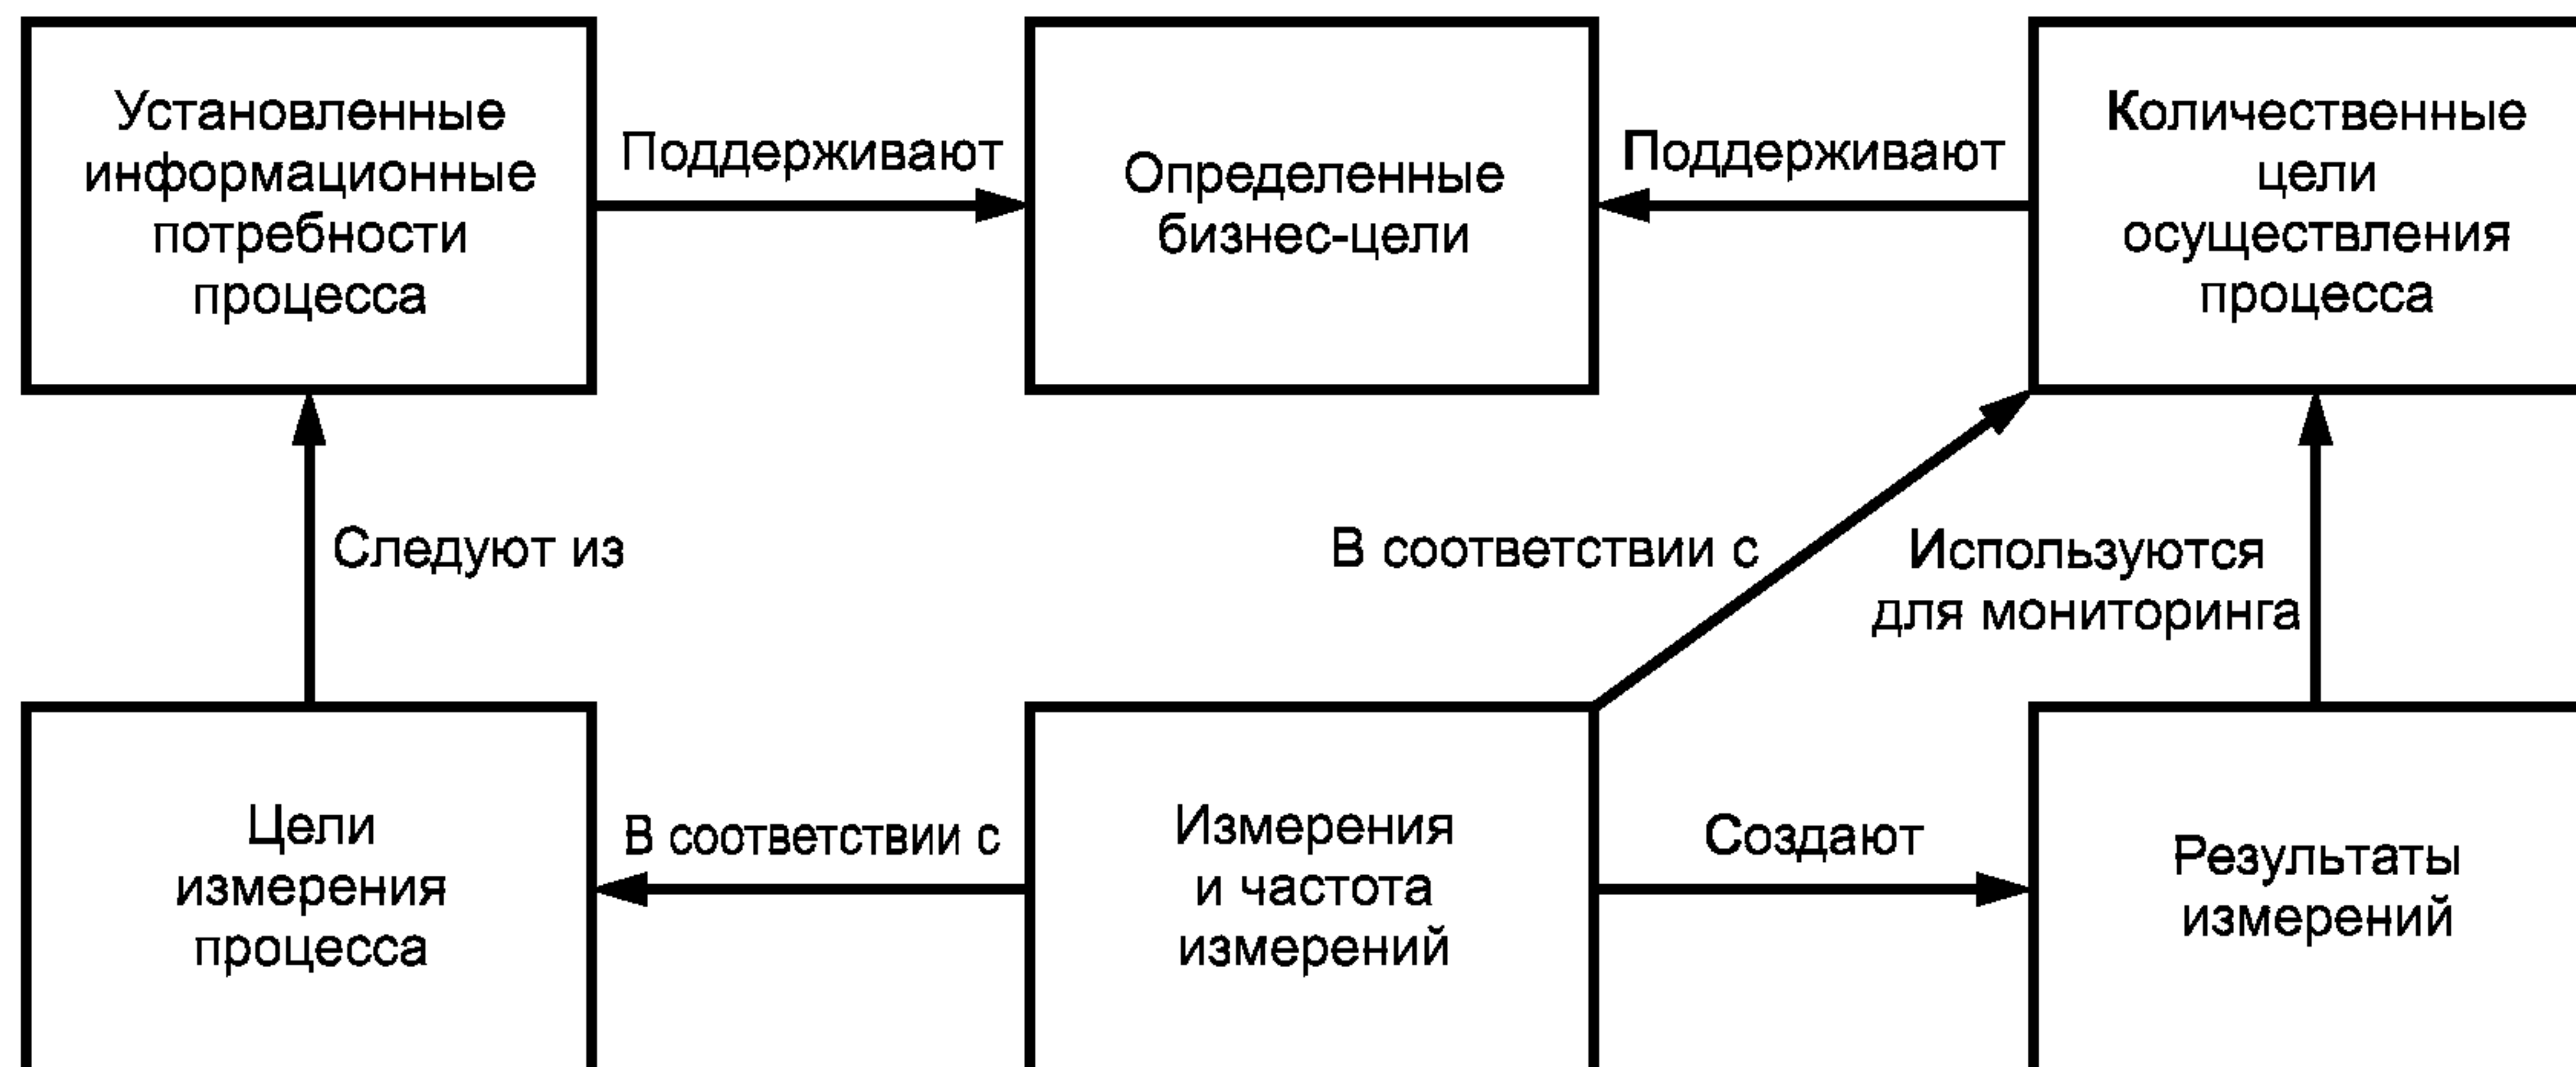 Установленные
информационные
потребности
процесса
Поддерживают
Определенные
бизнес-цели
Поддерживают
Количественные
цели
осуществления
процесса
Следуют из
В соответствии с
Используются
для мониторинга
Цели
измерения
процесса
В соответствии с
Измерения
и частота
измерений
Создают
Результаты
измерений